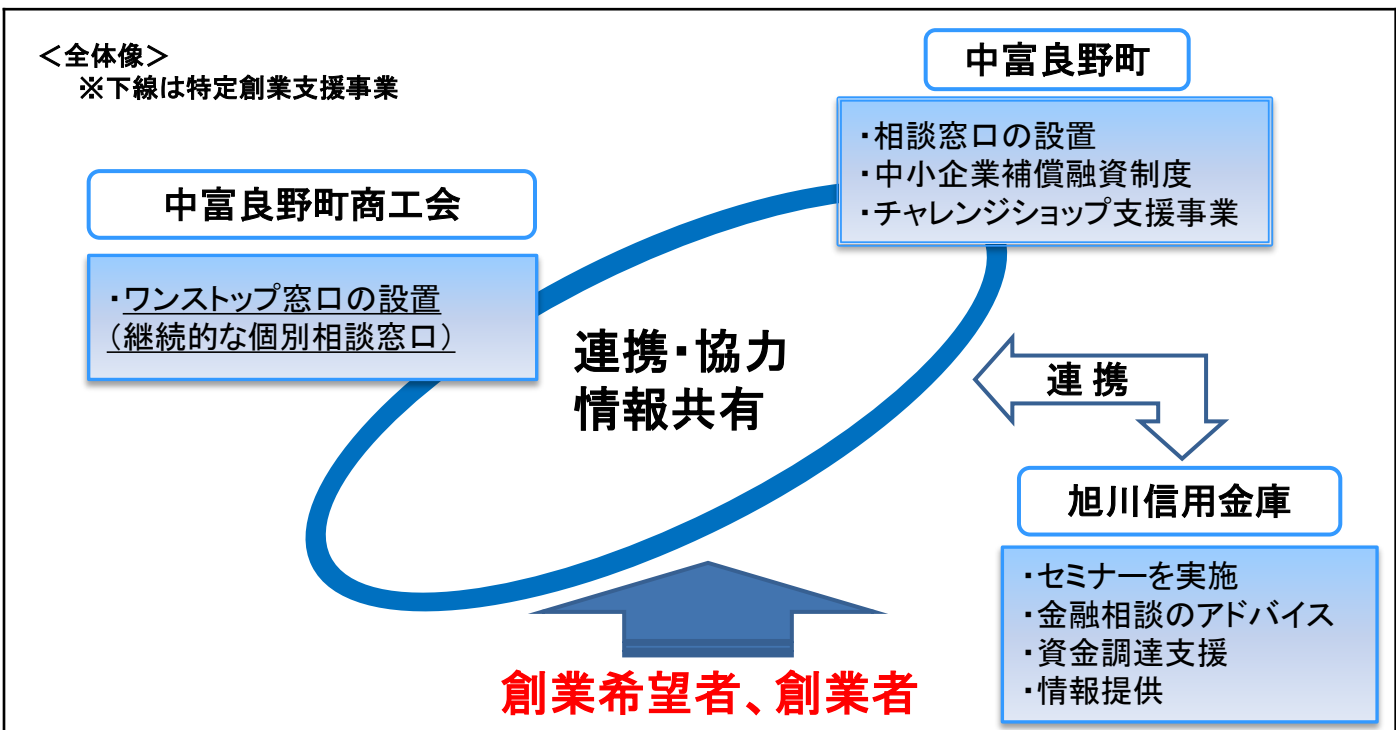 ＜全体像＞
※下線は特定創業支援事業
中富良野町
・相談窓口の設置
・中小企業補償融資制度
・チャレンジショップ支援事業
中富良野町商工会
・ワンストップ窓口の設置
（継続的な個別相談窓口）
連携・協力
情報共有
連 携
旭川信用金庫
・セミナーを実施
・金融相談のアドバイス
・資金調達支援
・情報提供
創業希望者、創業者